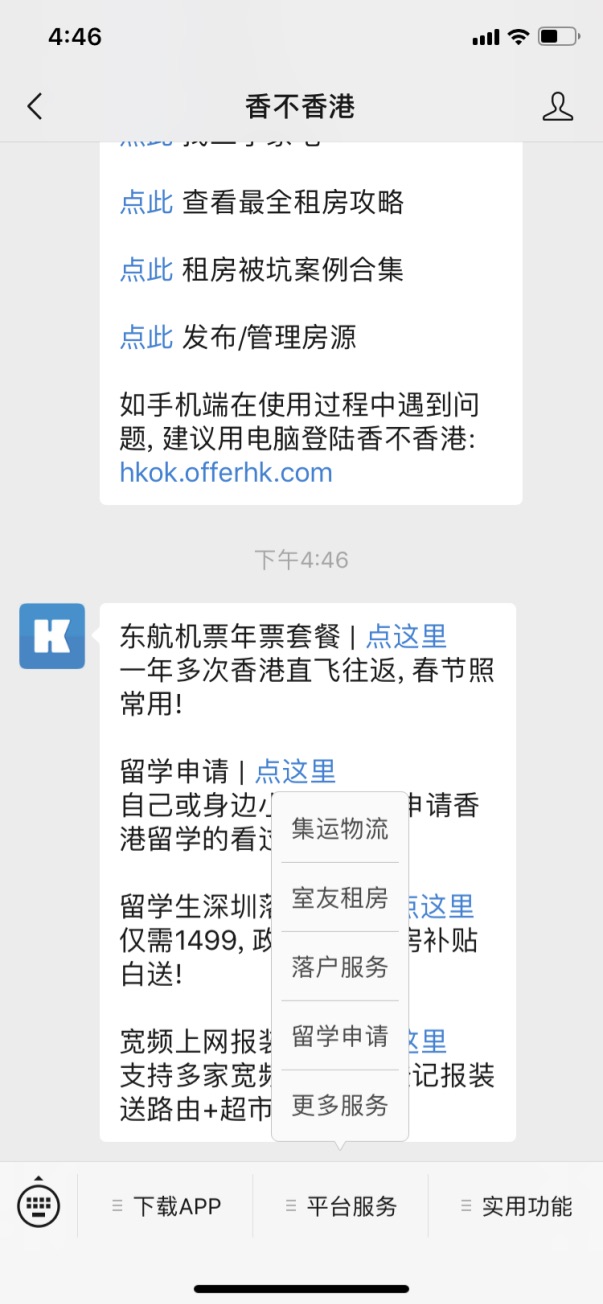 4:46
香不香港
点此
点此 查看最全租房攻略
点此 租房被坑案例合集
点此 发布/管理房源
如手机端在使用过程中遇到问
题, 建议用电脑登陆香不香港:
hkok.offerhk.com
下午4:46
东航机票年票套餐 | 点这里
一年多次香港直飞往返, 春节照
常用!
留学申请 | 点这里
自己或身边 申请香
港留学的看
留学生深圳落 点这里
仅需1499, 政 房补贴
白送!
宽频上网报装 这里
支持多家宽频 记报装
送路由+超市
集运物流
室友租房
落户服务
留学申请
更多服务
下载APP
平台服务
实用功能